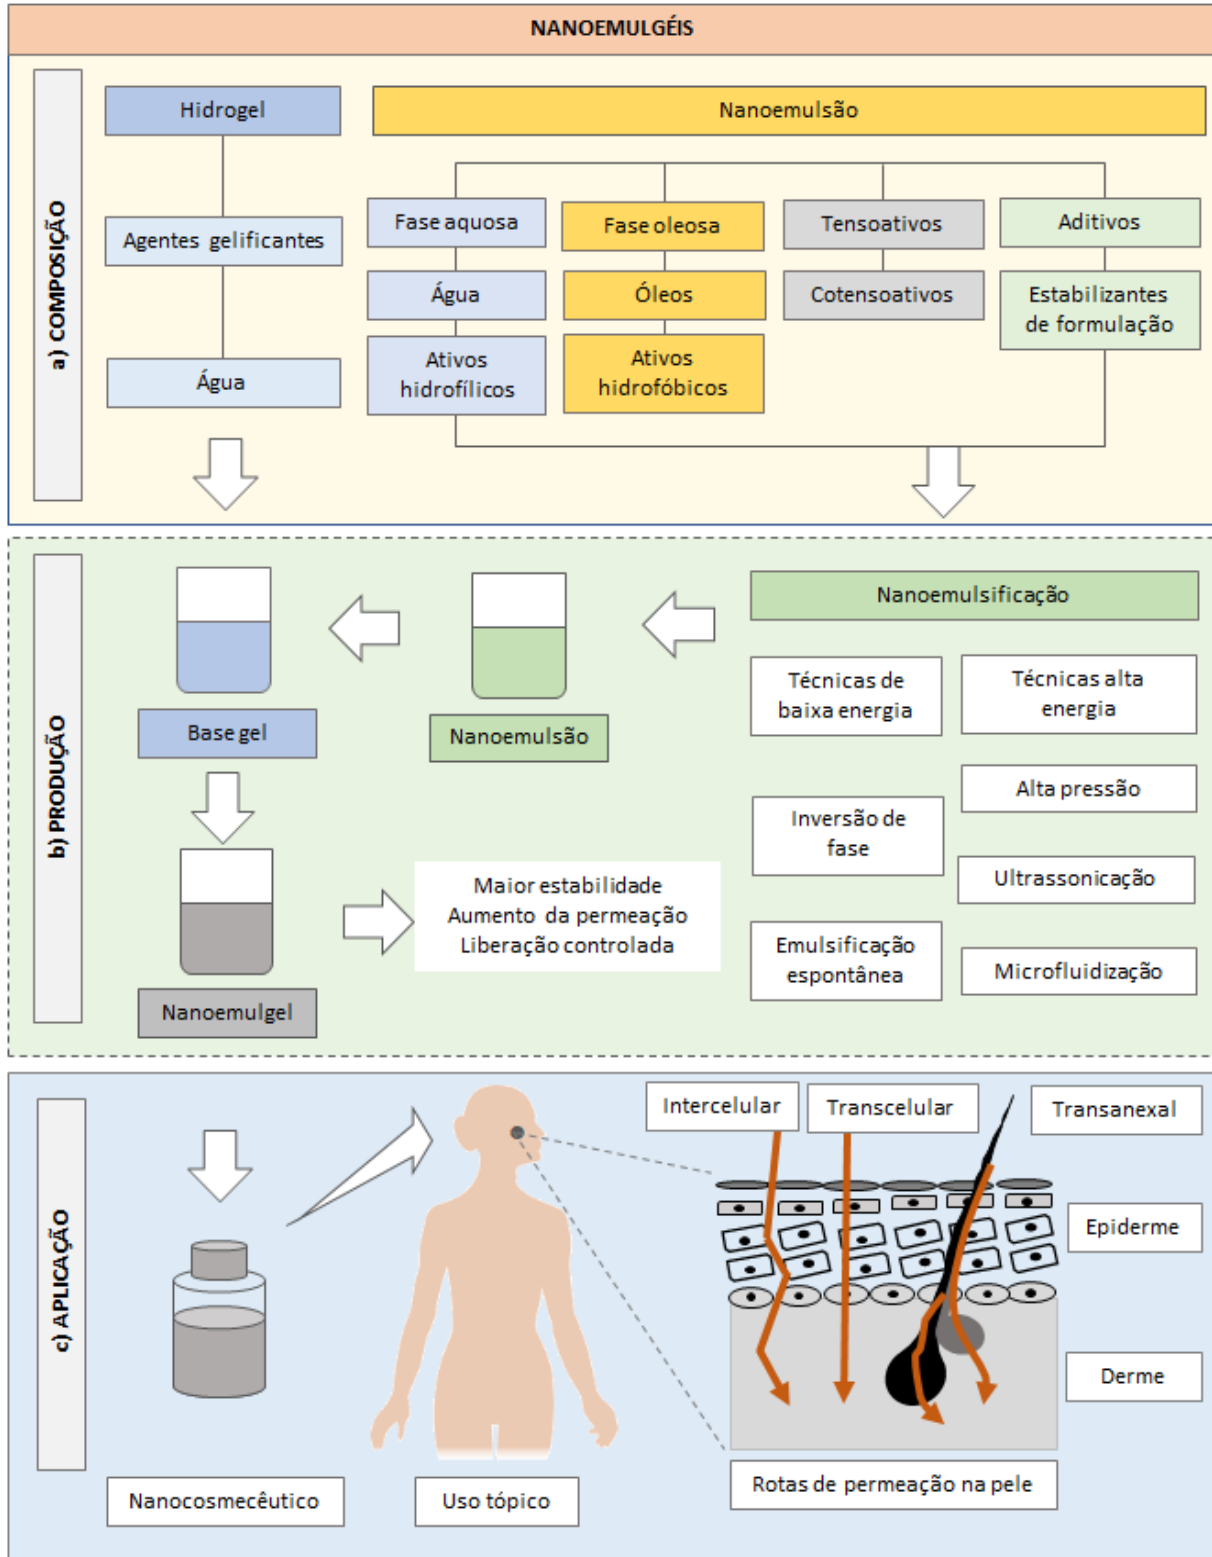 NANOEMULGÉIS
a) COMPOSIÇÃO
Hidrogel
Agentes gelificantes
Água
Nanoemulsão
Fase aquosa
Água
Ativos
hidrofílicos
Fase oleosa
Óleos
Ativos
hidrofóbicos
Tensoativos
Cotensoativos
Aditivos
Estabilizantes
de formulação
b) PRODUÇÃO
Base gel
Nanoemulsão
Nanoemulgel
Maior estabilidade
Aumento da permeação
Liberação controlada
Nanoemulsificação
Técnicas de
baixa energia
Inversão de
fase
Emulsificação
espontânea
Técnicas alta
energia
Alta pressão
Ultrassonicação
Microfluidização
c) APLICAÇÃO
Nanocosmecêutico
Uso tópico
Intercelular
Transcelular
Transanexal
Epiderme
Derme
Rotas de permeação na pele